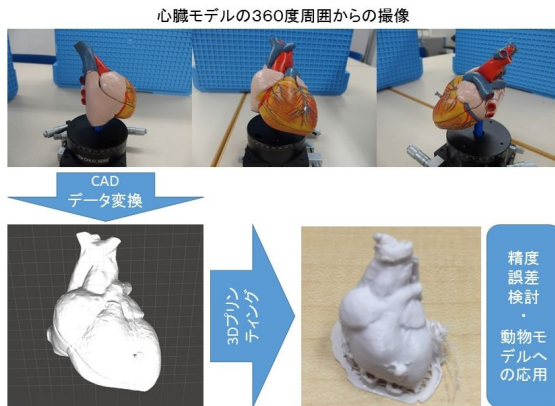 心臓モデルの360度周囲からの撮像
CAD
データ変換
3Dプリン
ティング
精度
誤差
検討
・
動物モ
デルへ
の応用